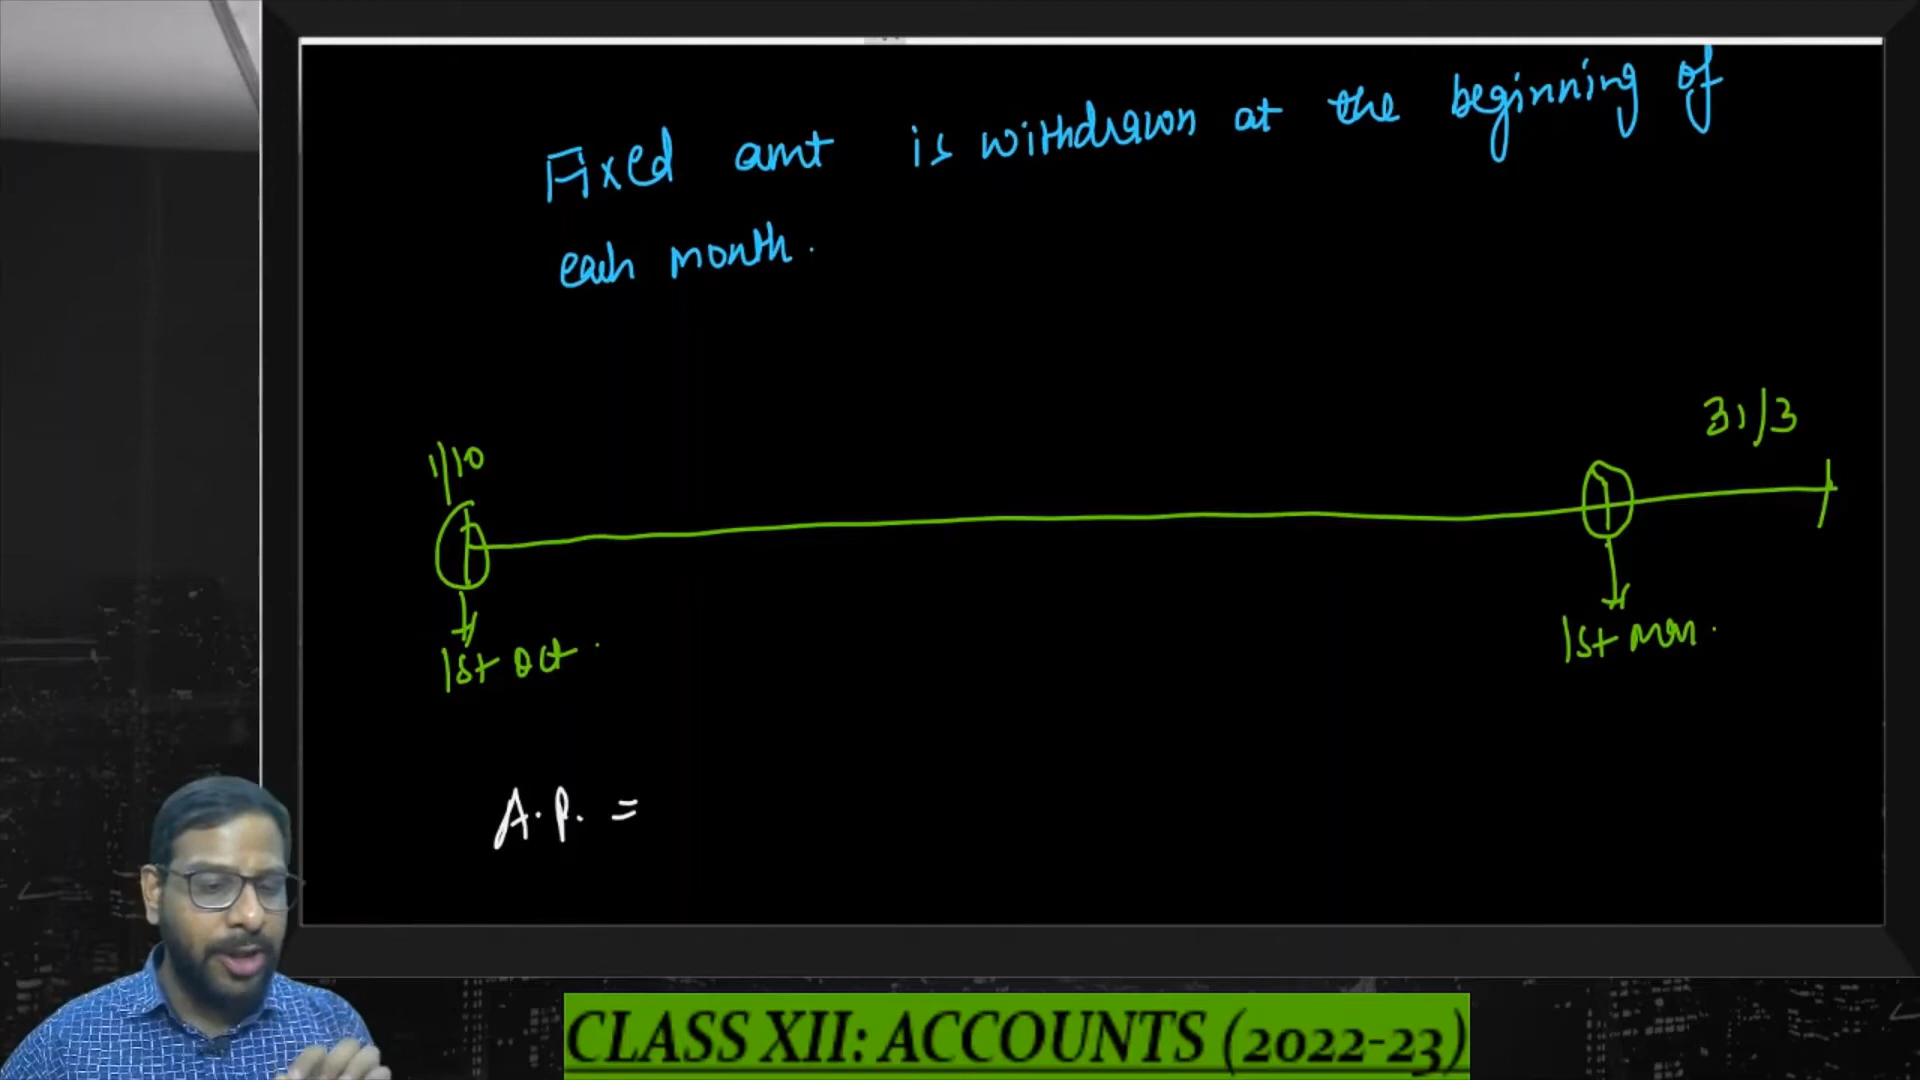 Fixed amt is withdrawn at the beginning of
each month.
1/10
31/3
1st oct.
1st mar.
A.P. =
CLASS XII: ACCOUNTS (2022-23)